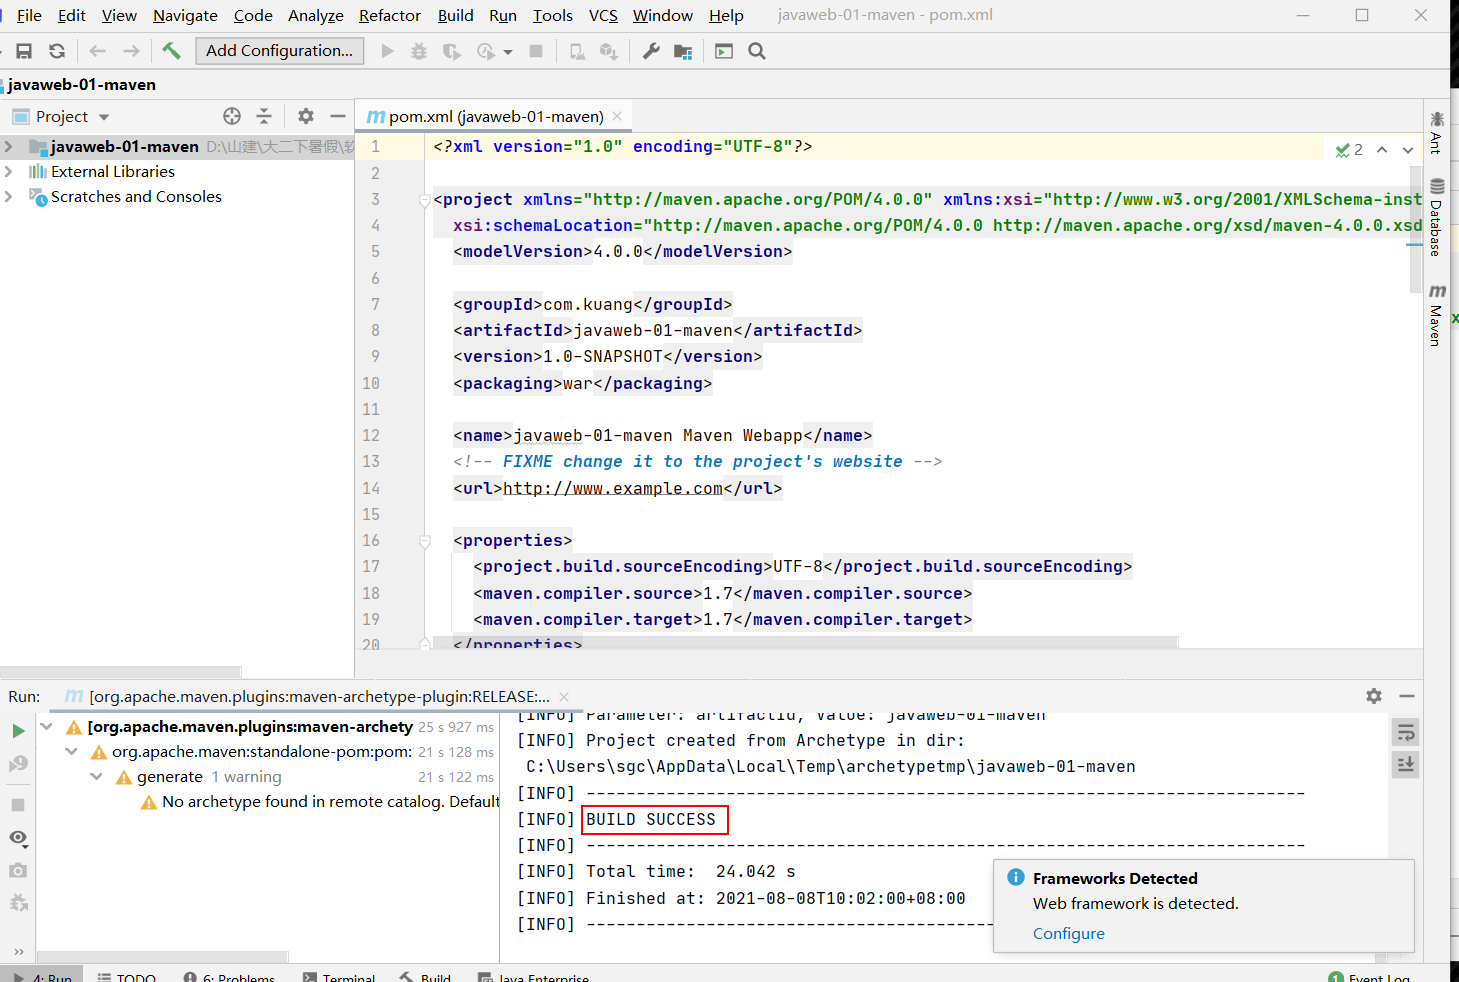 File Edit View Navigate Code Analyze Refactor Build Run Tools VCS Window Help javaweb-01-maven - pom.xml
Add Configuration...
javaweb-01-maven
Project
pom.xml (javaweb-01-maven)
javaweb-01-maven D:\山建\大二下暑假\
External Libraries
Scratches and Consoles
1 <?xml version="1.0" encoding="UTF-8"?>
2
3 <project xmlns="http://maven.apache.org/POM/4.0.0" xmlns:xsi="http://www.w3.org/2001/XMLSchema-inst
4 xsi:schemaLocation="http://maven.apache.org/POM/4.0.0 http://maven.apache.org/xsd/maven-4.0.0.xsd
5 <modelVersion>4.0.0</modelVersion>
6
7 <groupId>com.kuang</groupId>
8 <artifactId>javaweb-01-maven</artifactId>
9 <version>1.0-SNAPSHOT</version>
10 <packaging>war</packaging>
11
12 <name>javaweb-01-maven Maven Webapp</name>
13 <!-- FIXME change it to the project's website -->
14 <url>http://www.example.com</url>
15
16 <properties>
17 <project.build.sourceEncoding>UTF-8</project.build.sourceEncoding>
18 <maven.compiler.source>1.7</maven.compiler.source>
19 <maven.compiler.target>1.7</maven.compiler.target>
20 </properties>
2
Ant
Database
Maven
Run: [org.apache.maven.plugins:maven-archetype-plugin:RELEASE:...
[org.apache.maven.plugins:maven-archety 25 s 927 ms
org.apache.maven:standalone-pom:pom: 21 s 128 ms
generate 1 warning 21 s 122 ms
No archetype found in remote catalog. Default
[INFO] Parameter: artifactId, Value: javaweb-01-maven
[INFO] Project created from Archetype in dir:
C:\Users\sgc\AppData\Local\Temp\archetypetmp\javaweb-01-maven
[INFO] ------------------------------------------------------------------------
[INFO] BUILD SUCCESS
[INFO] ------------------------------------------------------------------------
[INFO] Total time:  24.042 s
[INFO] Finished at: 2021-08-08T10:02:00+08:00
[INFO] -----------------------------------------
Frameworks Detected
Web framework is detected.
Configure
4: Run TODO 6: Problems Terminal Build Java Enterprise 1 Event Log